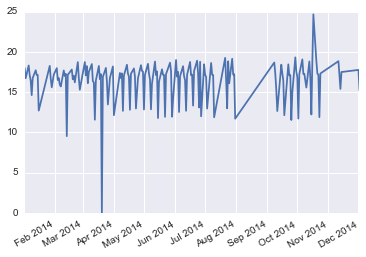 25
20
15
10
5
0
Feb 2014
Mar 2014
Apr 2014
May 2014
Jun 2014
Jul 2014
Aug 2014
Sep 2014
Oct 2014
Nov 2014
Dec 2014